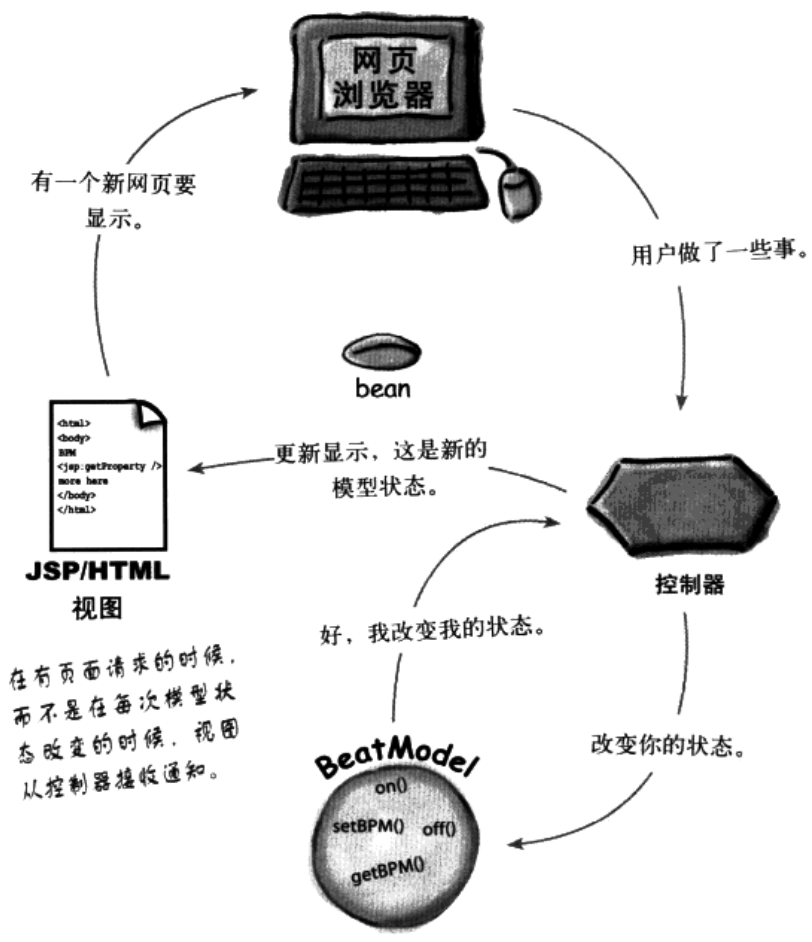 网页
浏览器
有一个新网页要
显示。
用户做了一些事。
bean
<html>
<body>
BPM
<jsp:getProperty />
more here
</body>
</html>
更新显示，这是新的
模型状态。
JSP/HTML
视图
控制器
好，我改变我的状态。
在有页面请求的时候，
而不是在每次模型状
态改变的时候，视图
从控制器接收通知。
改变你的状态。
BeatModel
on()
setBPM() off()
getBPM()